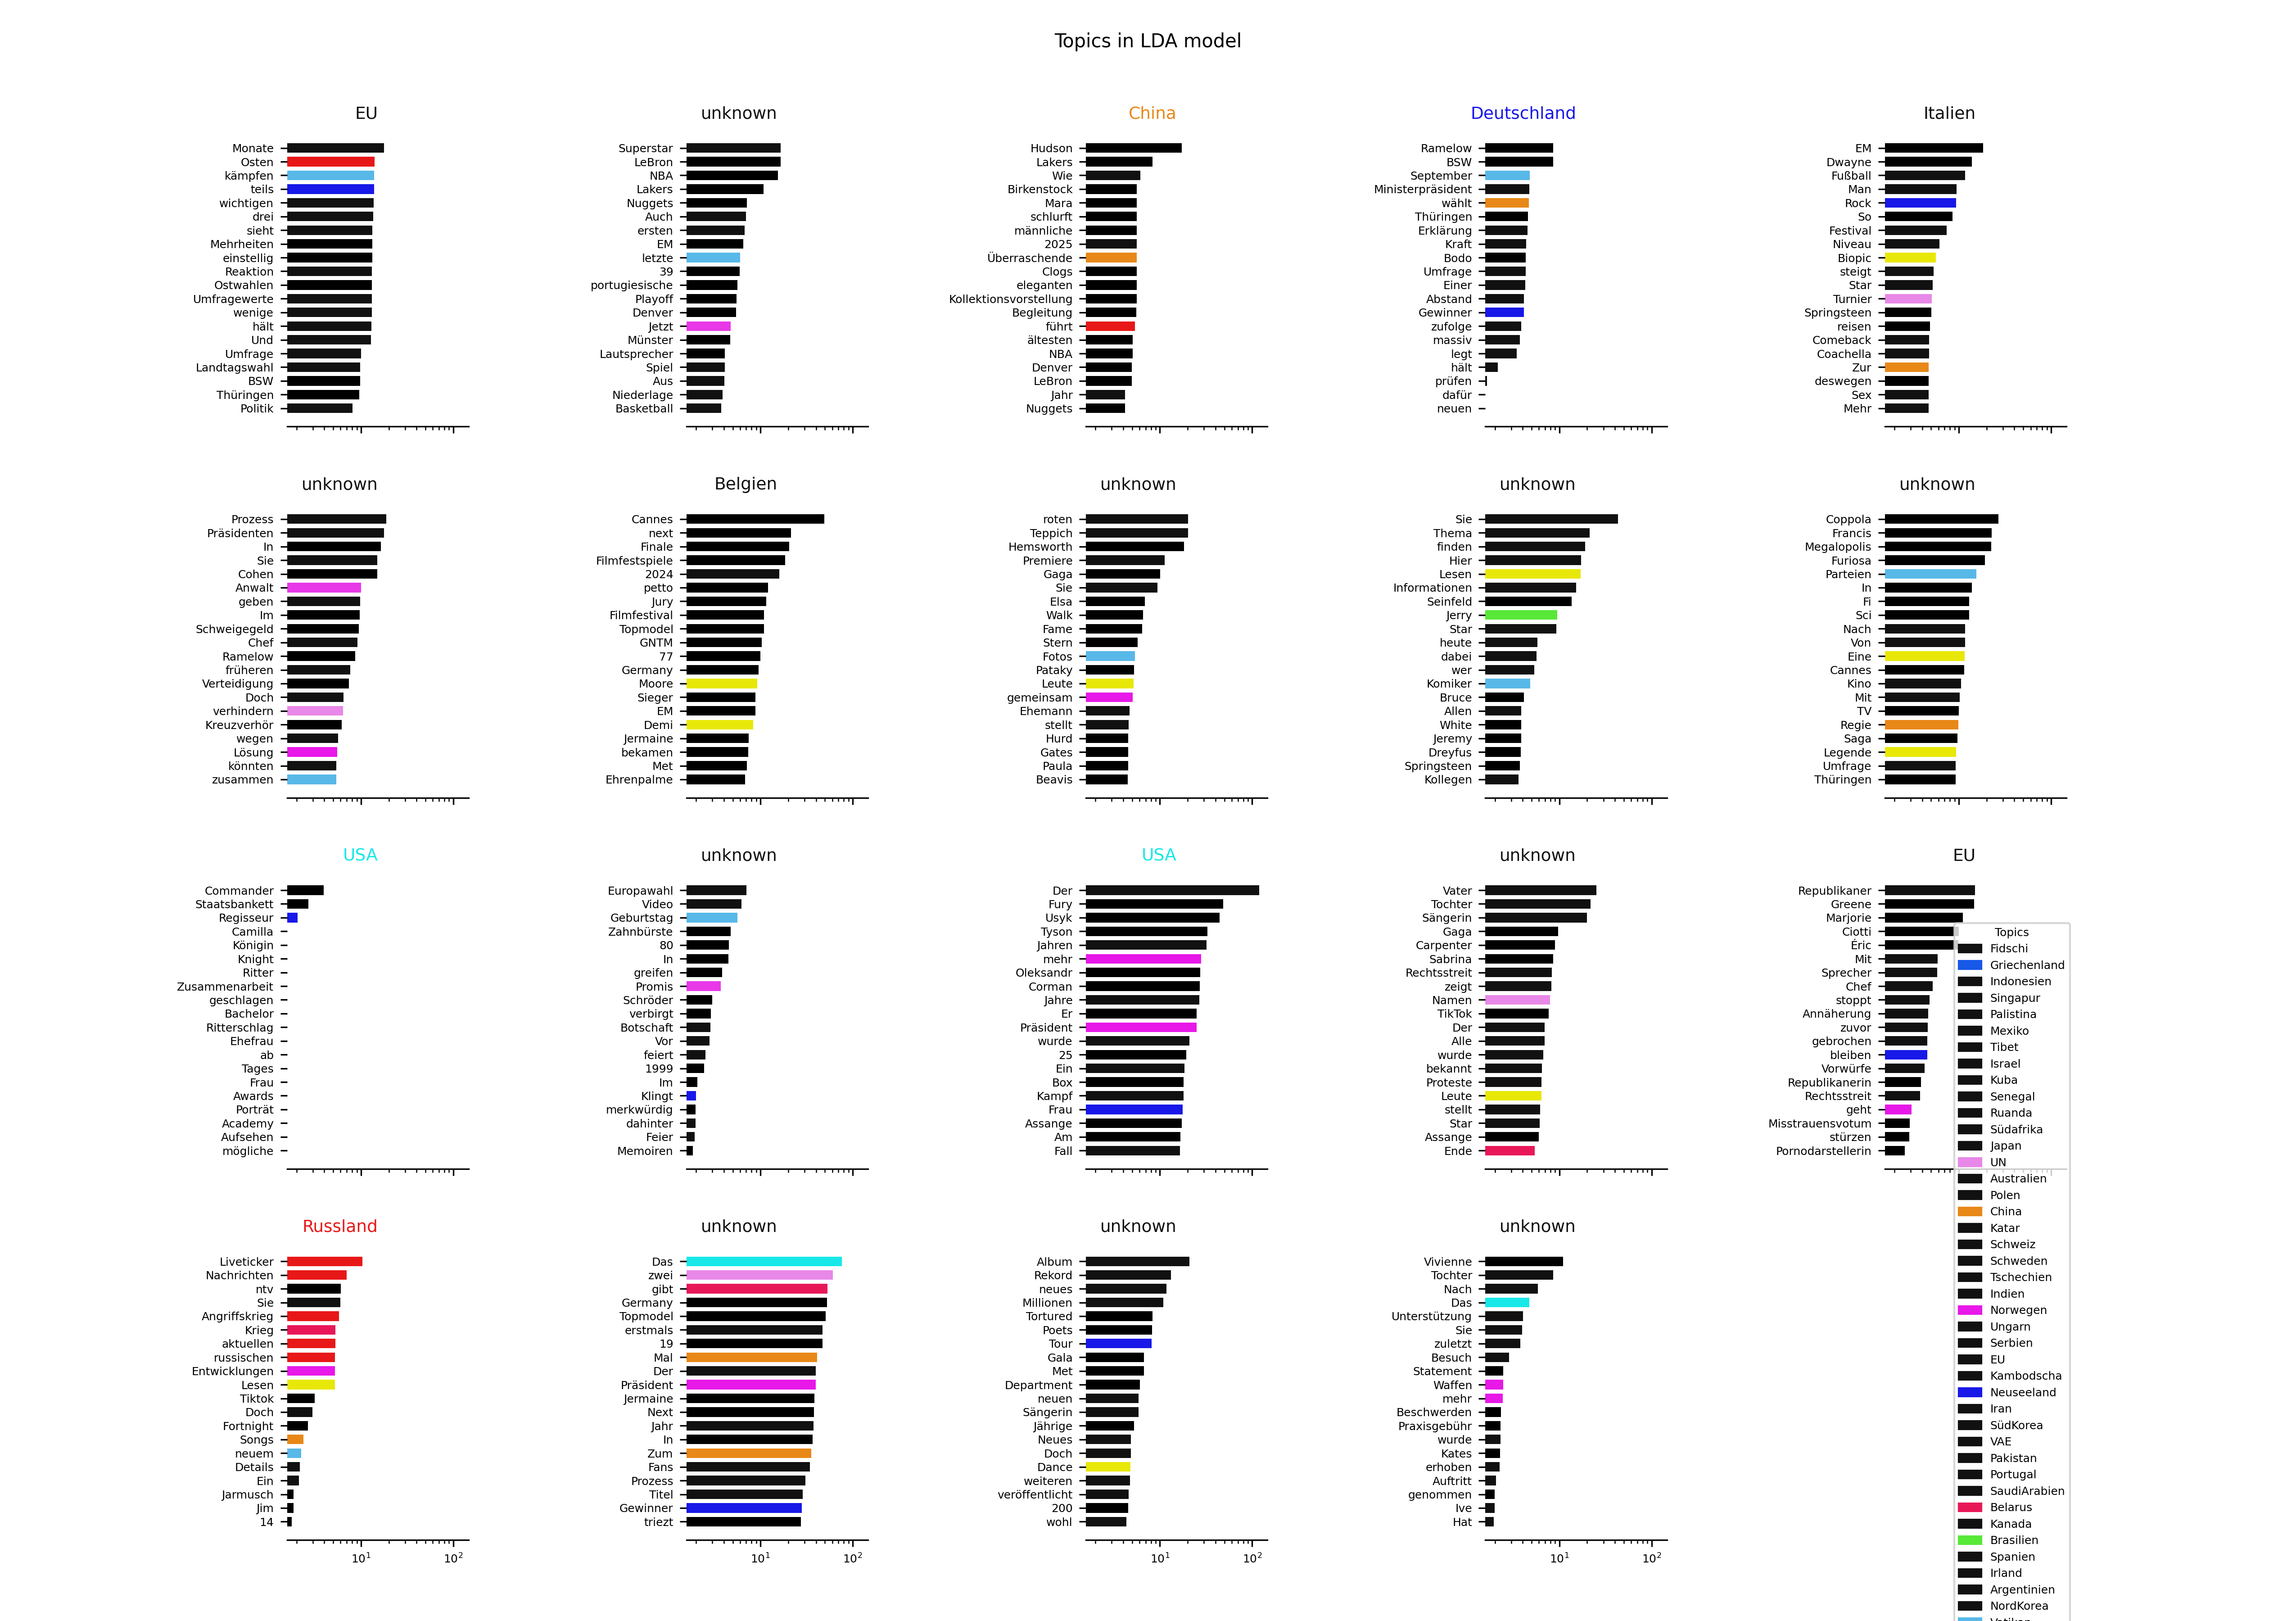 Topics in LDA model
EU
Monate
Osten
kämpfen
teils
wichtigen
drei
sieht
Mehrheiten
einstellig
Reaktion
Ostwahlen
Umfragewerte
wenige
hält
Und
Umfrage
Landtagswahl
BSW
Thüringen
Politik
unknown
Superstar
LeBron
NBA
Lakers
Nuggets
Auch
ersten
EM
letzte
39
portugiesische
Playoff
Denver
Jetzt
Münster
Lautsprecher
Spiel
Aus
Niederlage
Basketball
China
Hudson
Lakers
Wie
Birkenstock
Mara
schlurft
männliche
2025
Überraschende
Clogs
eleganten
Kollektionsvorstellung
Begleitung
führt
ältesten
NBA
Denver
LeBron
Jahr
Nuggets
Deutschland
Ramelow
BSW
September
Ministerpräsident
wählt
Thüringen
Erklärung
Kraft
Bodo
Umfrage
Einer
Abstand
Gewinner
zufolge
massiv
legt
hält
prüfen
dafür
neuen
Italien
EM
Dwayne
Fußball
Man
Rock
So
Festival
Niveau
Biopic
steigt
Star
Turnier
Springsteen
reisen
Comeback
Coachella
Zur
deswegen
Sex
Mehr
unknown
Prozess
Präsidenten
In
Sie
Cohen
Anwalt
geben
Im
Schweigegeld
Chef
Ramelow
früheren
Verteidigung
Doch
verhindern
Kreuzverhör
wegen
Lösung
könnten
zusammen
Belgien
Cannes
next
Finale
Filmfestspiele
2024
petto
Jury
Filmfestival
Topmodel
GNTM
77
Germany
Moore
Sieger
EM
Demi
Jermaine
bekamen
Met
Ehrenpalme
unknown
roten
Teppich
Hemsworth
Premiere
Gaga
Sie
Elsa
Walk
Fame
Stern
Fotos
Pataky
Leute
gemeinsam
Ehemann
stellt
Hurd
Gates
Paula
Beavis
unknown
Sie
Thema
finden
Hier
Lesen
Informationen
Seinfeld
Jerry
Star
heute
dabei
wer
Komiker
Bruce
Allen
White
Jeremy
Dreyfus
Springsteen
Kollegen
unknown
Coppola
Francis
Megalopolis
Furiosa
Parteien
In
Fi
Sci
Nach
Von
Eine
Cannes
Kino
Mit
TV
Regie
Saga
Legende
Umfrage
Thüringen
USA
Commander
Staatsbankett
Regisseur
Camilla
Königin
Knight
Ritter
Zusammenarbeit
geschlagen
Bachelor
Ritterschlag
Ehefrau
ab
Tages
Frau
Awards
Porträt
Academy
Aufsehen
mögliche
unknown
Europawahl
Video
Geburtstag
Zahnbürste
80
In
greifen
Promis
Schröder
verbirgt
Botschaft
Vor
feiert
1999
Im
Klingt
merkwürdig
dahinter
Feier
Memoiren
USA
Der
Fury
Usyk
Tyson
Jahren
mehr
Oleksandr
Corman
Jahre
Er
Präsident
wurde
25
Ein
Box
Kampf
Frau
Assange
Am
Fall
unknown
Vater
Tochter
Sängerin
Gaga
Carpenter
Sabrina
Rechtsstreit
zeigt
Namen
TikTok
Der
Alle
wurde
bekannt
Proteste
Leute
stellt
Star
Assange
Ende
EU
Republikaner
Greene
Marjorie
Ciotti
Éric
Mit
Sprecher
Chef
stoppt
Annäherung
zuvor
gebrochen
bleiben
Vorwürfe
Republikanerin
Rechtsstreit
geht
Misstrauensvotum
stürzen
Pornodarstellerin
Russland
Liveticker
Nachrichten
ntv
Sie
Angriffskrieg
Krieg
aktuellen
russischen
Entwicklungen
Lesen
Tiktok
Doch
Fortnight
Songs
neuem
Details
Ein
Jarmusch
Jim
14
10¹ 10²
unknown
Das
zwei
gibt
Germany
Topmodel
erstmals
19
Mal
Der
Präsident
Jermaine
Next
Jahr
In
Zum
Fans
Prozess
Titel
Gewinner
triezt
10¹ 10²
unknown
Album
Rekord
neues
Millionen
Tortured
Poets
Tour
Gala
Met
Department
neuen
Sängerin
Jährige
Neues
Doch
Dance
weiteren
veröffentlicht
200
wohl
10¹ 10²
unknown
Vivienne
Tochter
Nach
Das
Unterstützung
Sie
zuletzt
Besuch
Statement
Waffen
mehr
Beschwerden
Praxisgebühr
wurde
Kates
erhoben
Auftritt
genommen
Ive
Hat
10¹ 10²
Topics
Fidschi
Griechenland
Indonesien
Singapur
Palistina
Mexiko
Tibet
Israel
Kuba
Senegal
Ruanda
Südafrika
Japan
UN
Australien
Polen
China
Katar
Schweiz
Schweden
Tschechien
Indien
Norwegen
Ungarn
Serbien
EU
Kambodscha
Neuseeland
Iran
SüdKorea
VAE
Pakistan
Portugal
SaudiArabien
Belarus
Kanada
Brasilien
Spanien
Irland
Argentinien
NordKorea